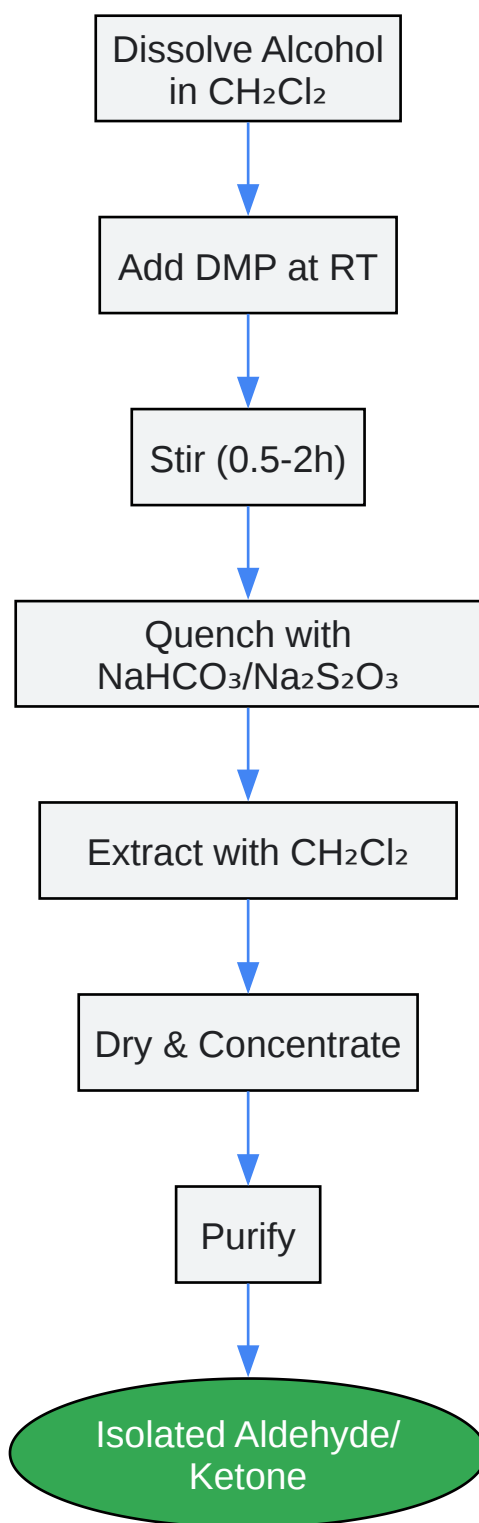 Dissolve Alcohol
in CH₂Cl₂
Add DMP at RT
Stir (0.5-2h)
Quench with
NaHCO₃/Na₂S₂O₃
Extract with CH₂Cl₂
Dry & Concentrate
Purify
Isolated Aldehyde/
Ketone